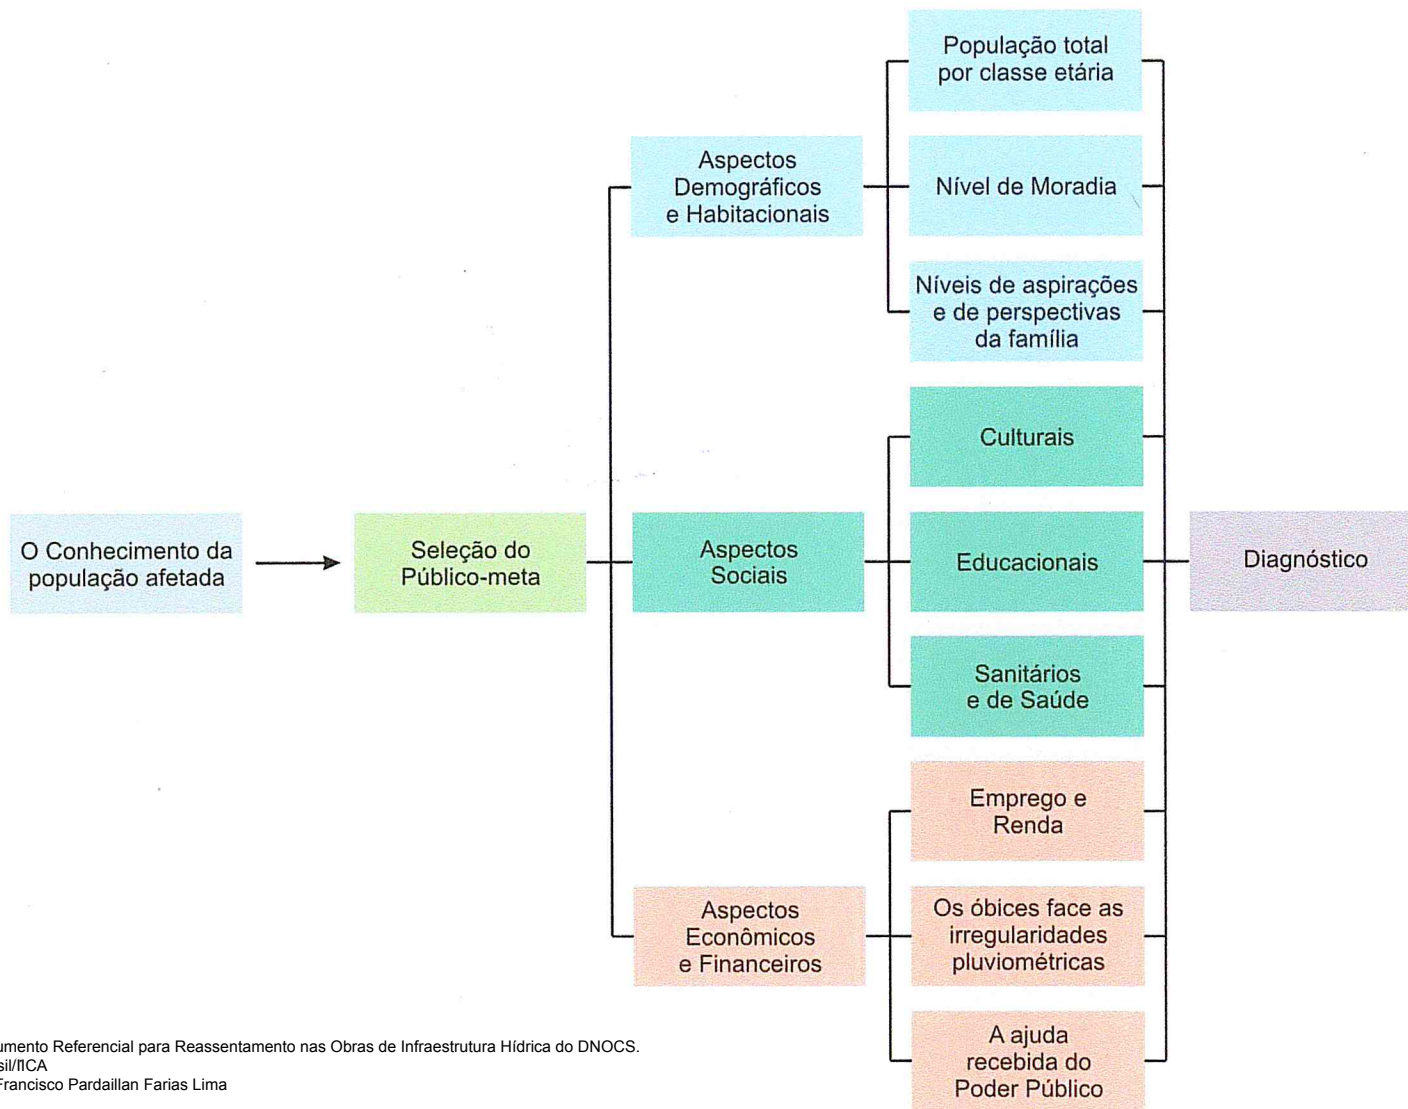 O Conhecimento da
população afetada
Seleção do
Público-meta
Aspectos
Demográficos
e Habitacionais
População total
por classe etária
Nível de Moradia
Níveis de aspirações
e de perspectivas
da família
Aspectos
Sociais
Culturais
Educacionais
Sanitários
e de Saúde
Aspectos
Econômicos
e Financeiros
Emprego e
Renda
Os óbices face as
irregularidades
pluviométricas
A ajuda
recebida do
Poder Público
Diagnóstico
umento Referencial para Reassentamento nas Obras de Infraestrutura Hídrica do DNOCS.
Francisco Pardaillan Farias Lima